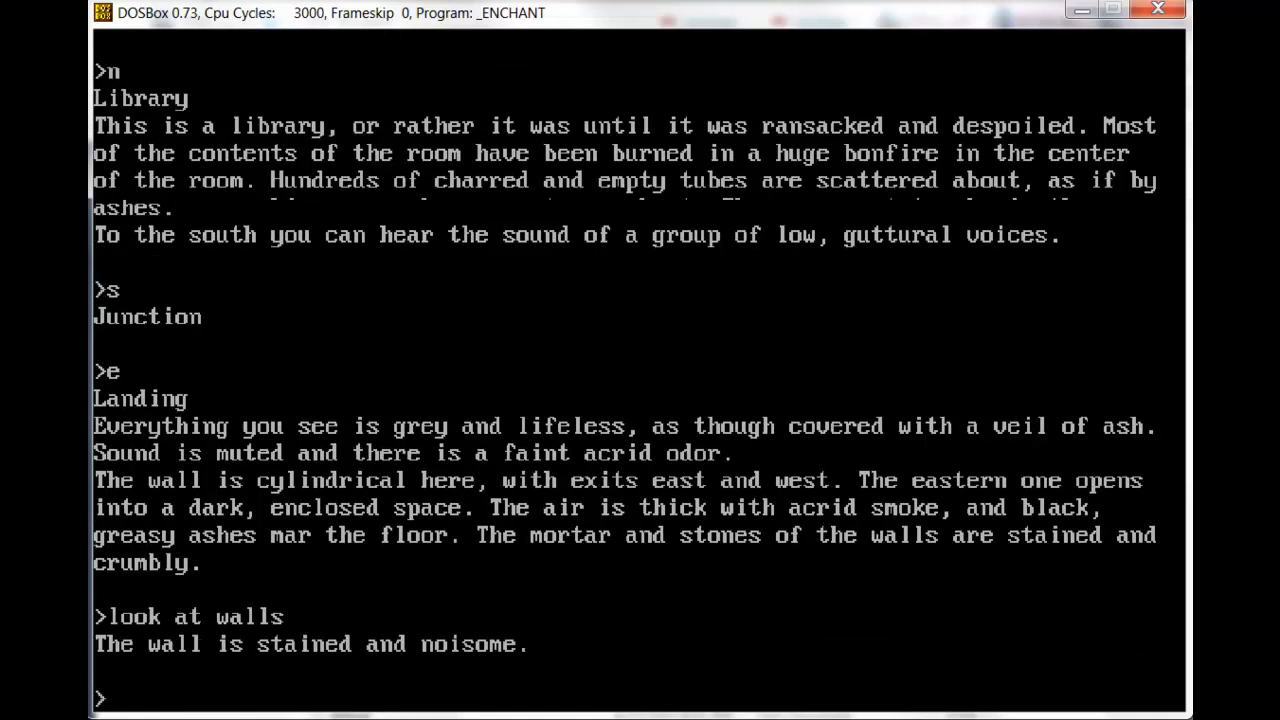 DOSBox 0.73, Cpu Cycles: 3000, Frameskip 0, Program: _ENCHANT
>n
Library
This is a library, or rather it was until it was ransacked and despoiled. Most
of the contents of the room have been burned in a huge bonfire in the center
of the room. Hundreds of charred and empty tubes are scattered about, as if by
ashes.
To the south you can hear the sound of a group of low, guttural voices.
>s
Junction
>e
Landing
Everything you see is grey and lifeless, as though covered with a veil of ash.
Sound is muted and there is a faint acrid odor.
The wall is cylindrical here, with exits east and west. The eastern one opens
into a dark, enclosed space. The air is thick with acrid smoke, and black,
greasy ashes mar the floor. The mortar and stones of the walls are stained and
crumbly.
>look at walls
The wall is stained and noisome.
>